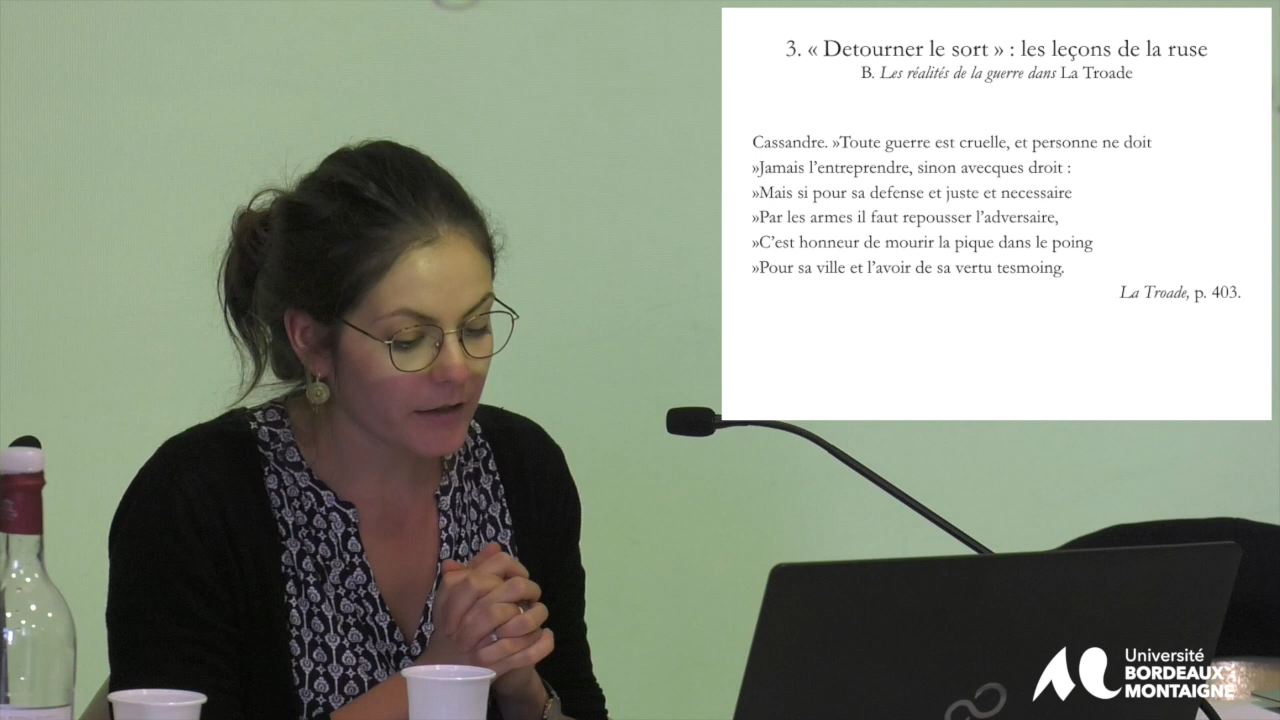 3. « Detourner le sort » : les leçons de la ruse
B. Les réalités de la guerre dans La Troade
Cassandre. »Toute guerre est cruelle, et personne ne doit
»Jamais l’entreprendre, sinon avecques droit :
»Mais si pour sa defense et juste et necessaire
»Par les armes il faut repousser l’adversaire,
»C’est honneur de mourir la pique dans le poing
»Pour sa ville et l’avoir de sa vertu tesmoing.
La Troade, p. 403.
Université
BORDEAUX
MONTAIGNE